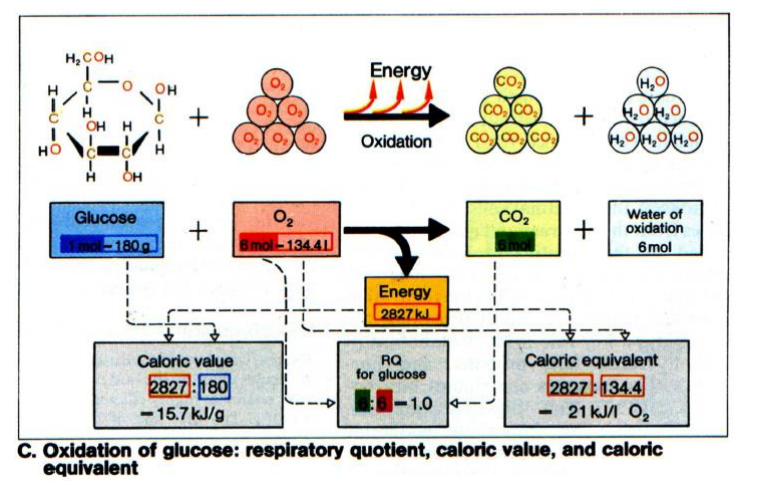 H₂COH
C
O
H
OH
H
C
OH
H
C
HO
C
C
H
H
OH
+
O₂
O₂ O₂
O₂ O₂ O₂
Energy
Oxidation
CO₂
CO₂ CO₂
CO₂ CO₂ CO₂
+
H₂O
H₂O H₂O
H₂O H₂O H₂O
Glucose
1 mol – 180 g
+
O₂
6 mol – 134.4 l
CO₂
6 mol
+
Water of
oxidation
6 mol
Energy
2827 kJ
Caloric value
2827 : 180
– 15.7 kJ/g
RQ
for glucose
6 : 6 – 1.0
Caloric equivalent
2827 : 134.4
– 21 kJ/l O₂
C. Oxidation of glucose: respiratory quotient, caloric value, and caloric
equivalent